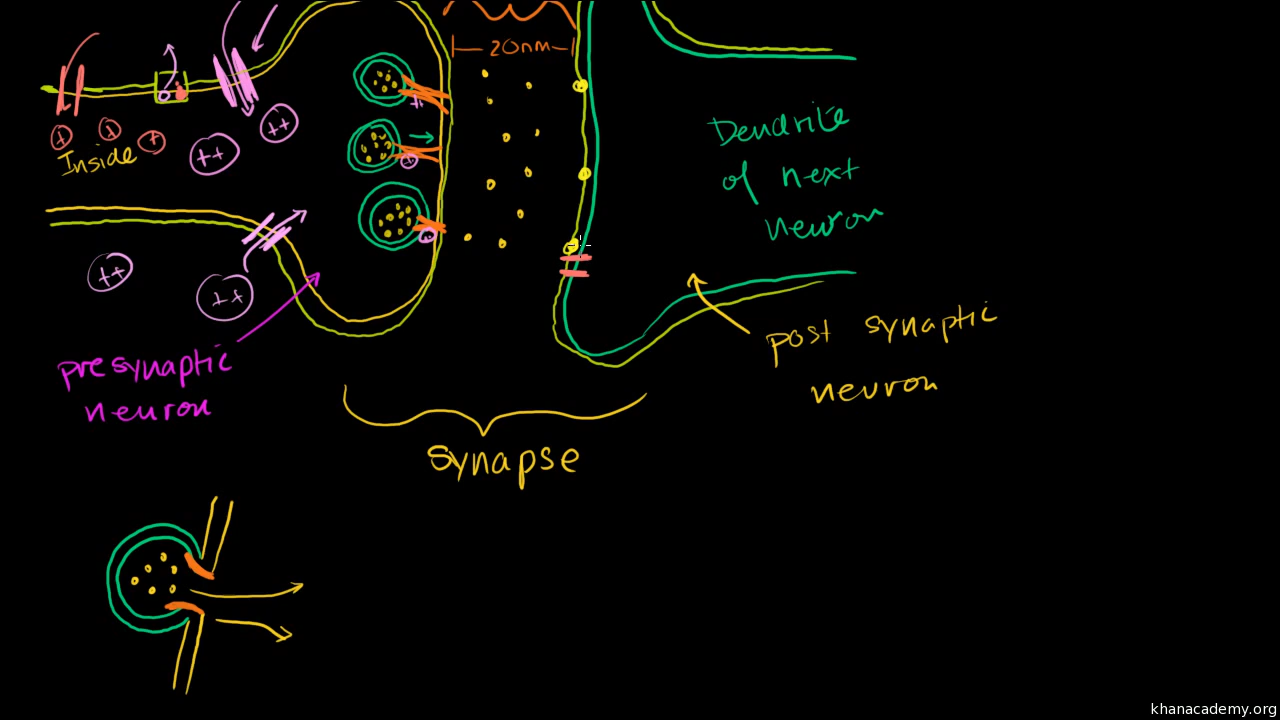 20nm
+
+
+
+
Inside
++
++
+
Dendrite
of next
neuron
++
++
post synaptic
neuron
presynaptic
neuron
synapse
khanacademy.org